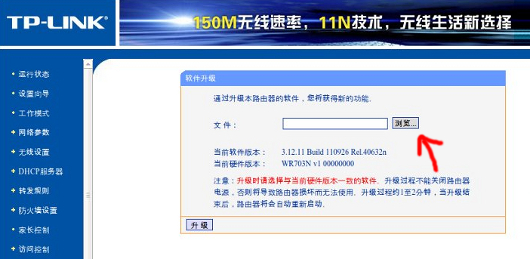 TP-LINK®
150M无线速率，11N技术，无线生活新选择
运行状态
设置向导
工作模式
网络参数
无线设置
DHCP服务器
转发规则
防火墙设置
家长控制
访问控制
软件升级
通过升级本路由器的软件，您将获得新的功能.
文件：
浏览...
当前软件版本： 3.12.11 Build 110926 Rel.40632n
当前硬件版本： WR703N v1 00000000
注意：升级时请选择与当前硬件版本一致的软件. 升级过程不能关闭路由器
电源，否则将导致路由器损坏而无法使用. 升级过程约1至2分钟，当升级结
束后，路由器将会自动重新启动.
升级